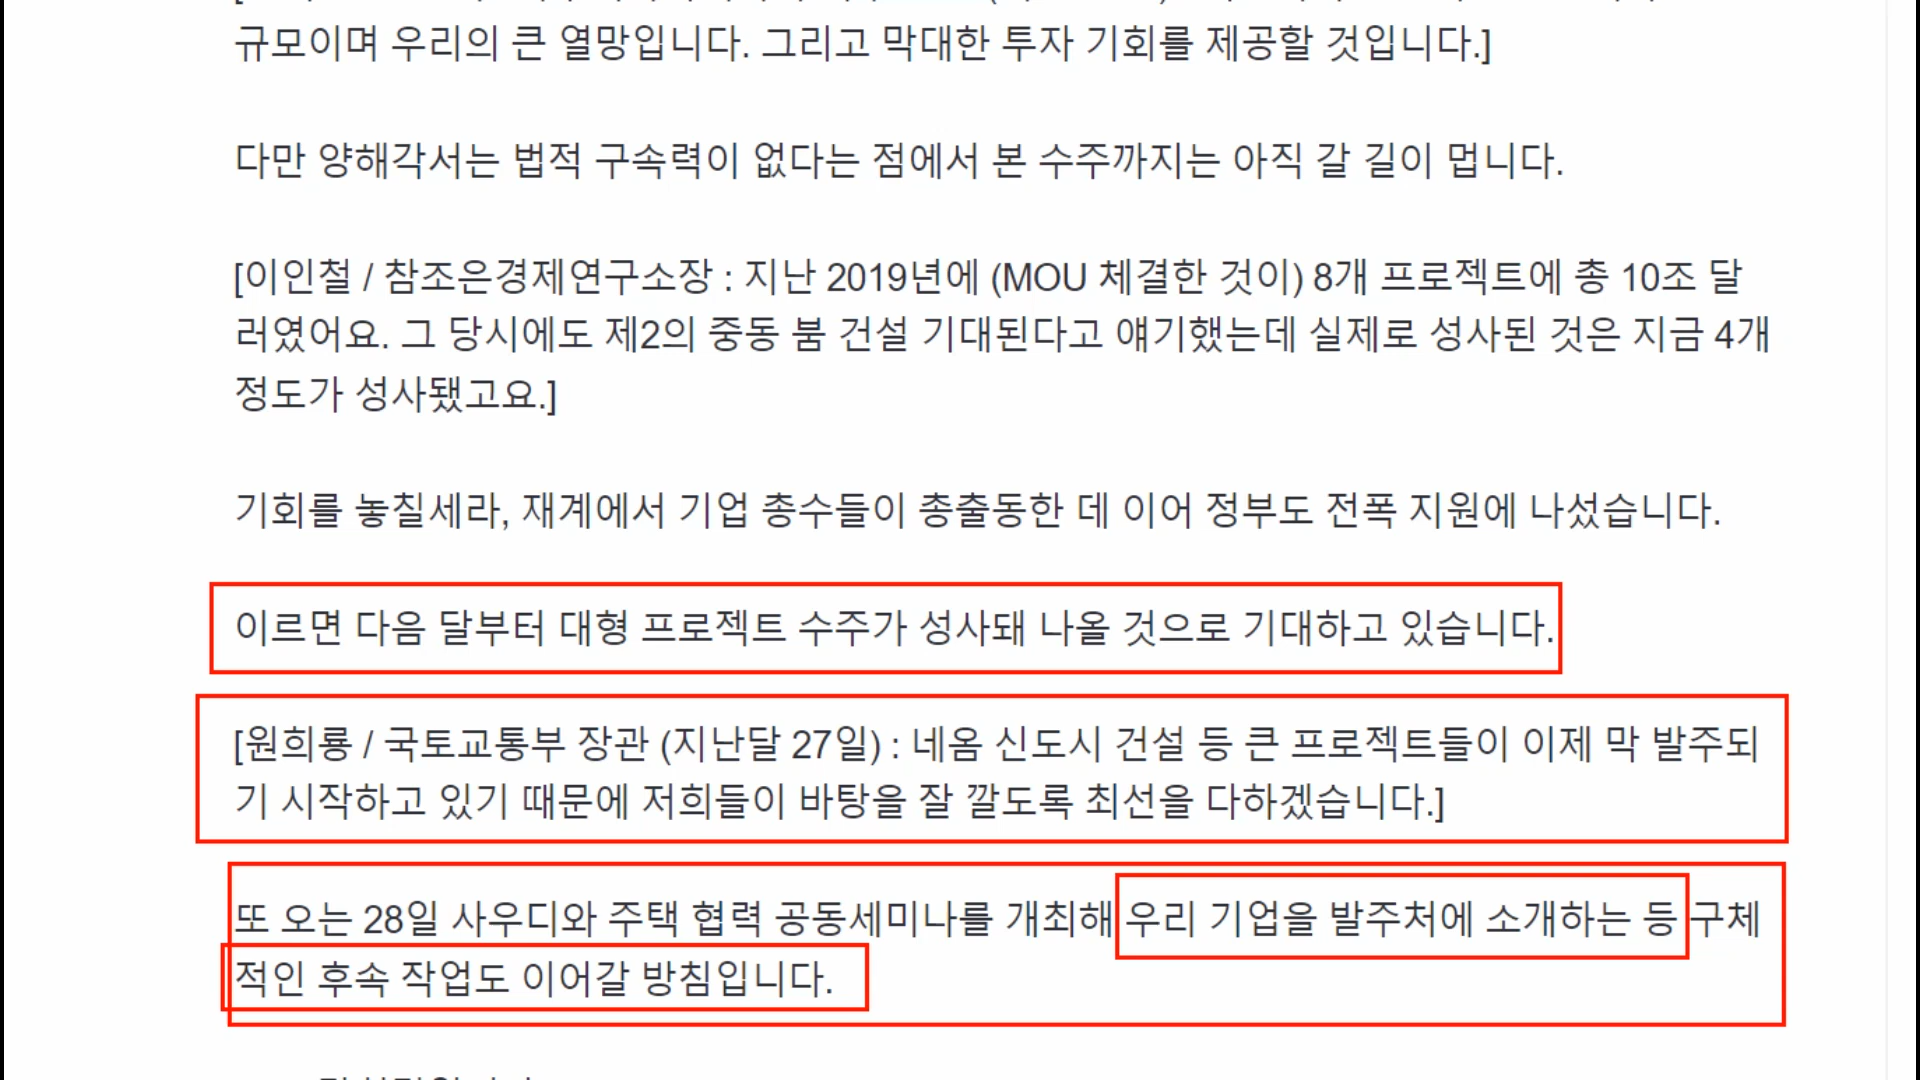 규모이며 우리의 큰 열망입니다. 그리고 막대한 투자 기회를 제공할 것입니다.]
다만 양해각서는 법적 구속력이 없다는 점에서 본 수주까지는 아직 갈 길이 멉니다.
[이인철 / 참조은경제연구소장 : 지난 2019년에 (MOU 체결한 것이) 8개 프로젝트에 총 10조 달
러였어요. 그 당시에도 제2의 중동 붐 건설 기대된다고 얘기했는데 실제로 성사된 것은 지금 4개
정도가 성사됐고요.]
기회를 놓칠세라, 재계에서 기업 총수들이 총출동한 데 이어 정부도 전폭 지원에 나섰습니다.
이르면 다음 달부터 대형 프로젝트 수주가 성사돼 나올 것으로 기대하고 있습니다.
[원희룡 / 국토교통부 장관 (지난달 27일) : 네옴 신도시 건설 등 큰 프로젝트들이 이제 막 발주되
기 시작하고 있기 때문에 저희들이 바탕을 잘 깔도록 최선을 다하겠습니다.]
또 오는 28일 사우디와 주택 협력 공동세미나를 개최해 우리 기업을 발주처에 소개하는 등 구체
적인 후속 작업도 이어갈 방침입니다.